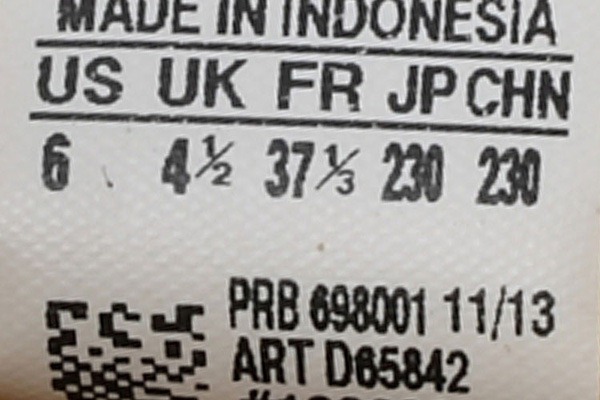 MADE IN INDONESIA
US UK FR JP CHN
6 4½ 37⅓ 230 230
PRB 698001 11/13
ART D65842